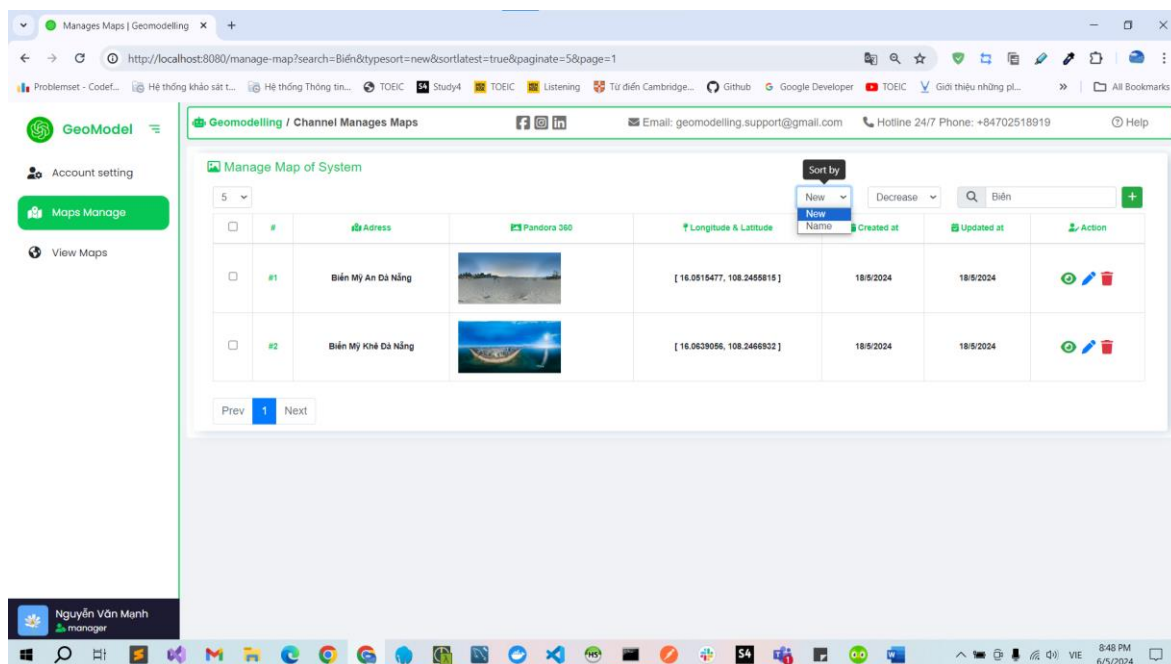 Manages Maps | Geomodelling
http://localhost:8080/manage-map?search=Biển&typesort=new&sortlatest=true&paginate=5&page=1
Problemset - Codef... Hệ thống khảo sát t... Hệ thống Thông tin... TOEIC S4 Study4 TOEIC Listening Từ điển Cambridge... Github Google Developer TOEIC Giới thiệu những pl... » All Bookmarks
GeoModel
Geomodelling / Channel Manages Maps Email: geomodelling.support@gmail.com Hotline 24/7 Phone: +84702518919 Help
Account setting
Maps Manage
View Maps
Manage Map of System
Sort by
5 New Decrease Biển
New
Name
# Adress Pandora 360 Longitude & Latitude Created at Updated at Action
#1 Biển Mỹ An Đà Nẵng [ 16.0515477, 108.2455815 ] 18/5/2024 18/5/2024
#2 Biển Mỹ Khê Đà Nẵng [ 16.0639056, 108.2466932 ] 18/5/2024 18/5/2024
Prev 1 Next
Nguyễn Văn Mạnh
manager
S4 VIE 8:48 PM
6/5/2024